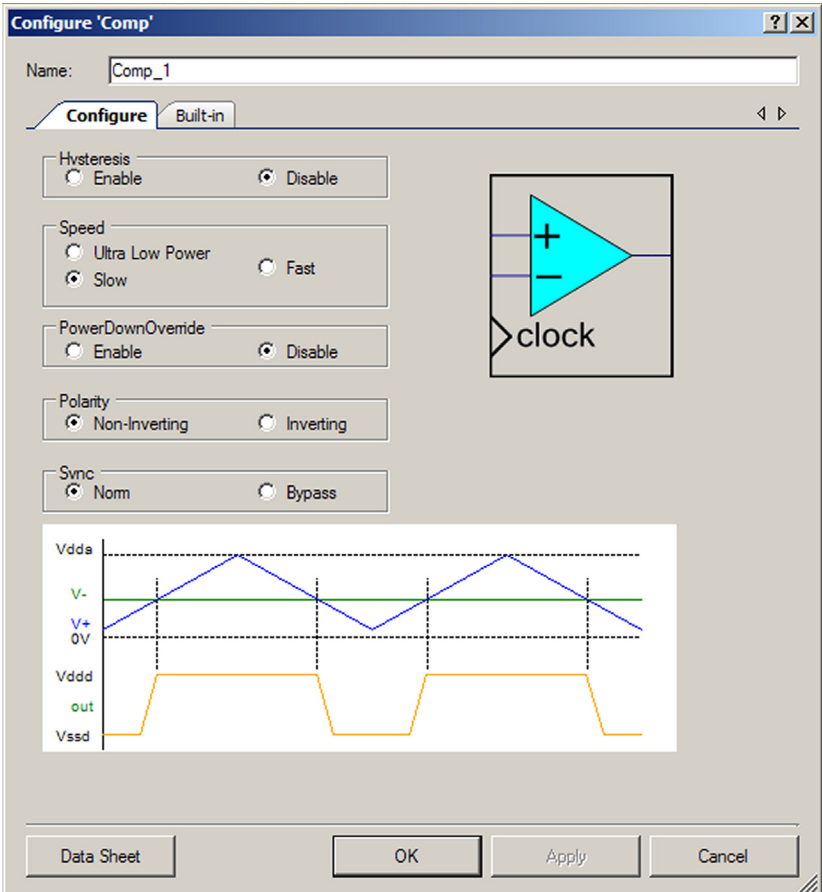 Configure 'Comp'
Name: Comp_1
Configure Built-in
Hysteresis
Enable Disable
Speed
Ultra Low Power
Slow Fast
PowerDownOverride
Enable Disable
Polarity
Non-Inverting Inverting
Sync
Norm Bypass
+
−
clock
Vdda
V-
V+
0V
Vddd
out
Vssd
Data Sheet OK Apply Cancel